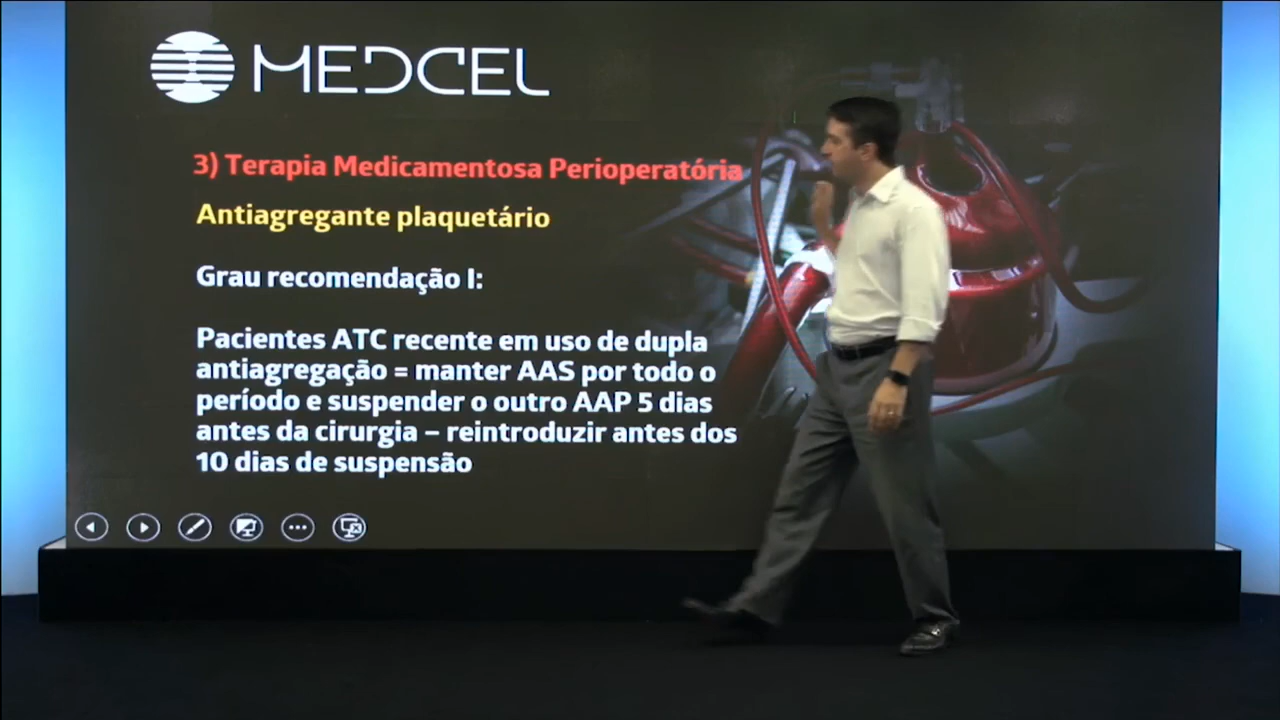 MEDCEL
3) Terapia Medicamentosa Perioperatória
Antiagregante plaquetário
Grau recomendação I:
Pacientes ATC recente em uso de dupla
antiagregação = manter AAS por todo o
período e suspender o outro AAP 5 dias
antes da cirurgia – reintroduzir antes dos
10 dias de suspensão